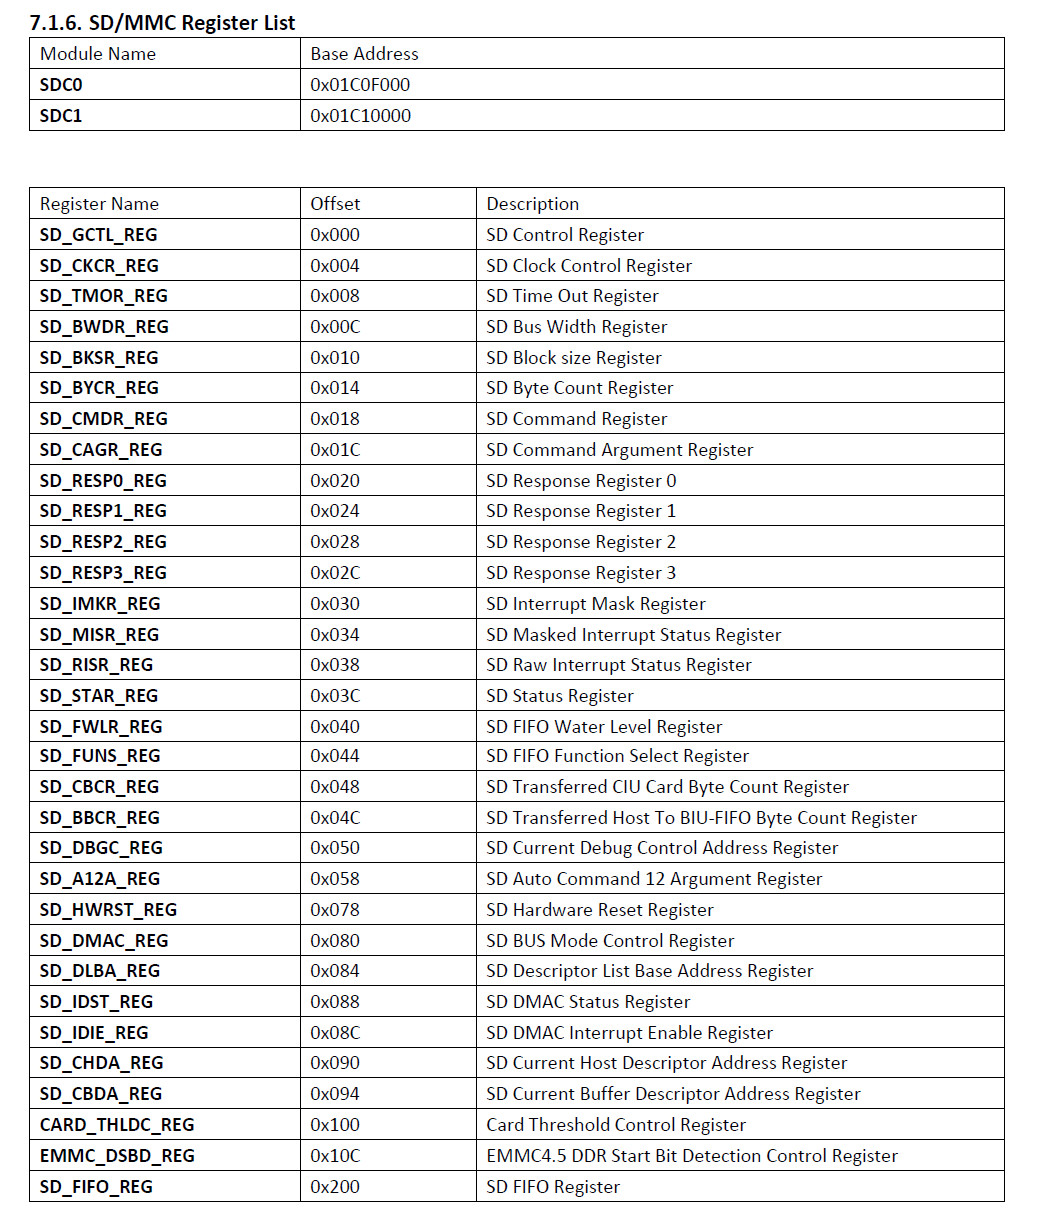 7.1.6. SD/MMC Register List
Module Name Base Address
SDC0 0x01C0F000
SDC1 0x01C10000
Register Name Offset Description
SD_GCTL_REG 0x000 SD Control Register
SD_CKCR_REG 0x004 SD Clock Control Register
SD_TMOR_REG 0x008 SD Time Out Register
SD_BWDR_REG 0x00C SD Bus Width Register
SD_BKSR_REG 0x010 SD Block size Register
SD_BYCR_REG 0x014 SD Byte Count Register
SD_CMDR_REG 0x018 SD Command Register
SD_CAGR_REG 0x01C SD Command Argument Register
SD_RESP0_REG 0x020 SD Response Register 0
SD_RESP1_REG 0x024 SD Response Register 1
SD_RESP2_REG 0x028 SD Response Register 2
SD_RESP3_REG 0x02C SD Response Register 3
SD_IMKR_REG 0x030 SD Interrupt Mask Register
SD_MISR_REG 0x034 SD Masked Interrupt Status Register
SD_RISR_REG 0x038 SD Raw Interrupt Status Register
SD_STAR_REG 0x03C SD Status Register
SD_FWLR_REG 0x040 SD FIFO Water Level Register
SD_FUNS_REG 0x044 SD FIFO Function Select Register
SD_CBCR_REG 0x048 SD Transferred CIU Card Byte Count Register
SD_BBCR_REG 0x04C SD Transferred Host To BIU-FIFO Byte Count Register
SD_DBGC_REG 0x050 SD Current Debug Control Address Register
SD_A12A_REG 0x058 SD Auto Command 12 Argument Register
SD_HWRST_REG 0x078 SD Hardware Reset Register
SD_DMAC_REG 0x080 SD BUS Mode Control Register
SD_DLBA_REG 0x084 SD Descriptor List Base Address Register
SD_IDST_REG 0x088 SD DMAC Status Register
SD_IDIE_REG 0x08C SD DMAC Interrupt Enable Register
SD_CHDA_REG 0x090 SD Current Host Descriptor Address Register
SD_CBDA_REG 0x094 SD Current Buffer Descriptor Address Register
CARD_THLDC_REG 0x100 Card Threshold Control Register
EMMC_DSBD_REG 0x10C EMMC4.5 DDR Start Bit Detection Control Register
SD_FIFO_REG 0x200 SD FIFO Register